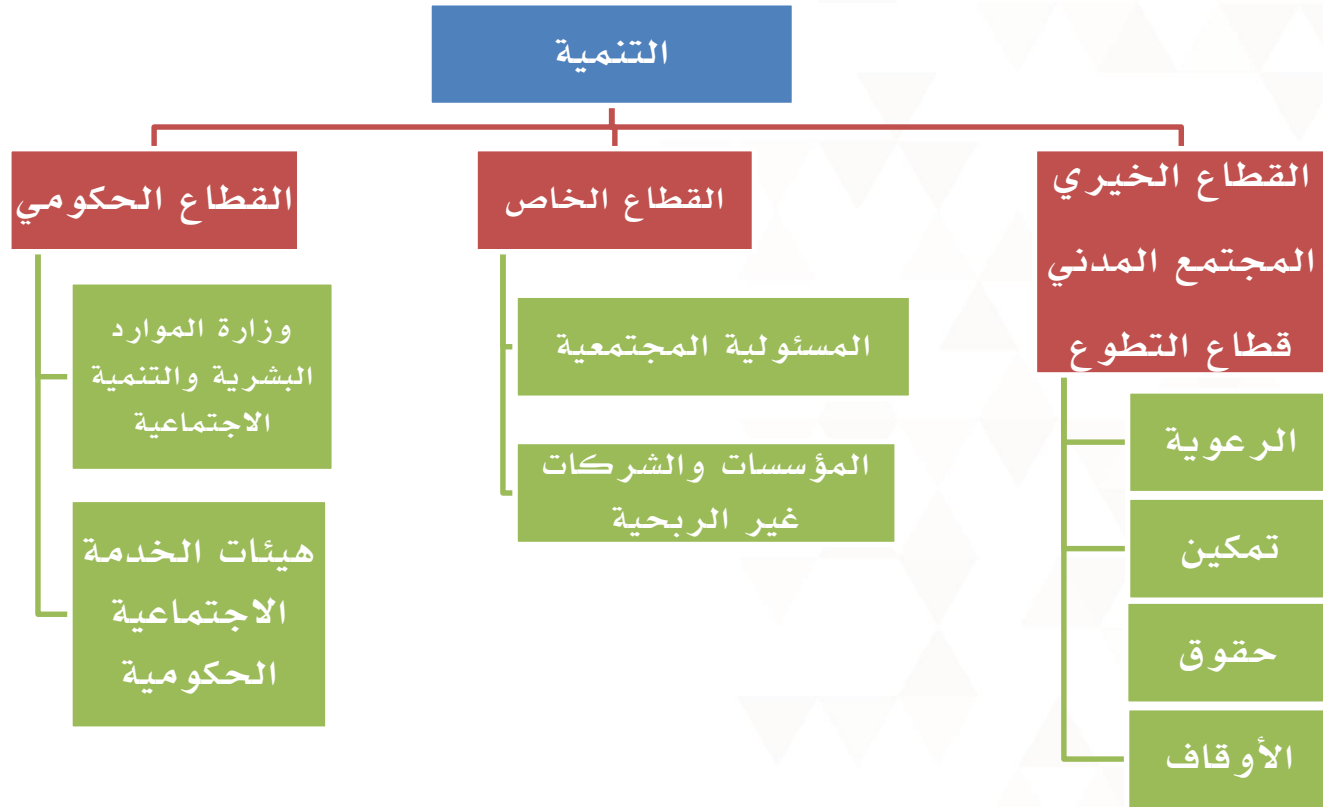 التنمية
القطاع الخيري
المجتمع المدني
قطاع التطوع
الرعوية
تمكين
حقوق
الأوقاف
القطاع الخاص
المسئولية المجتمعية
المؤسسات والشركات
غير الربحية
القطاع الحكومي
وزارة الموارد
البشرية والتنمية
الاجتماعية
هيئات الخدمة
الاجتماعية
الحكومية